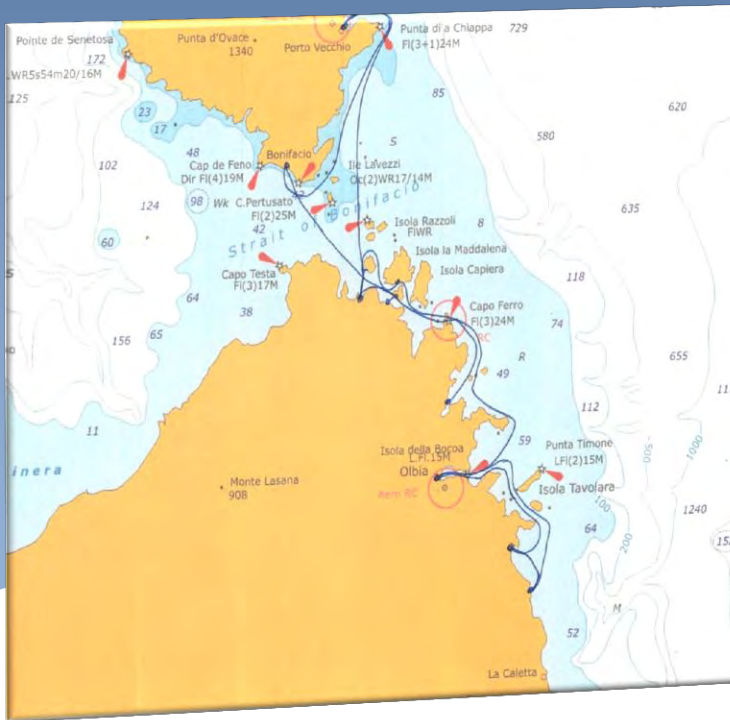 Pointe de Senetosa
172
WR5s54m20/16M
125
Punta d'Ovace
1340
Porto Vecchio
Punta di a Chiappa
Fl(3+1)24M
729
85
620
580
635
23
17
48
102
124
98
60
Cap de Feno
Dir Fl(4)19M
Bonifacio
Ile Lavezzi
Oc(2)WR17/14M
S
Wk
C.Pertusato
Fl(2)25M
42
Strait of Bonifacio
Isola Razzoli
FlWR
8
Isola la Maddalena
Isola Capiera
118
Capo Testa
Fl(3)17M
64
38
65
156
Capo Ferro
Fl(3)24M
RC
74
R
49
655
112
11
inera
59
Isola della Bocoa
L.Fl.15M
Olbia
Aern RC
Punta Timone
LFl(2)15M
Isola Tavolara
500
1000
Monte Lasana
908
100
200
64
1240
M
52
La Caletta